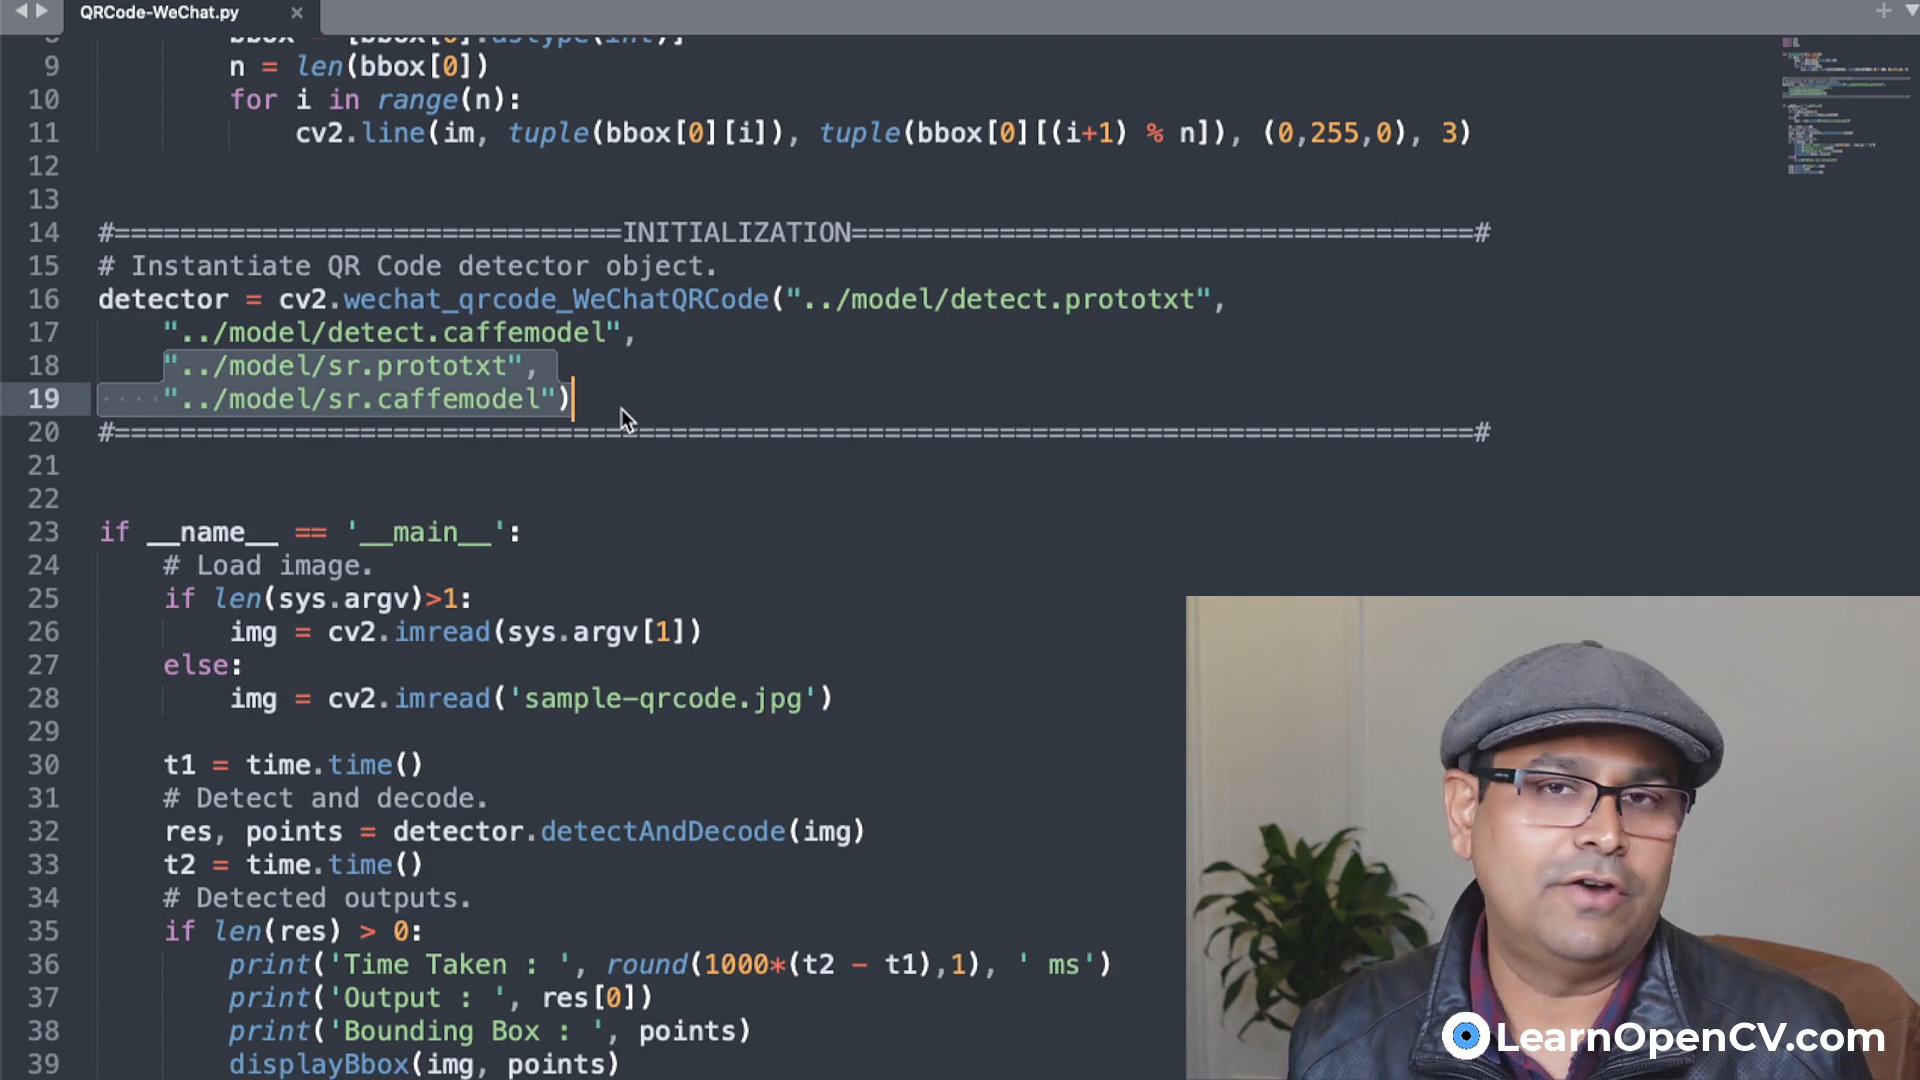 QRCode-WeChat.py
8 bbox = [bbox[0].astype(int)]
9 n = len(bbox[0])
10 for i in range(n):
11 cv2.line(im, tuple(bbox[0][i]), tuple(bbox[0][(i+1) % n]), (0,255,0), 3)
12
13
14 #===============================INITIALIZATION======================================#
15 # Instantiate QR Code detector object.
16 detector = cv2.wechat_qrcode_WeChatQRCode("../model/detect.prototxt",
17 "../model/detect.caffemodel",
18 "../model/sr.prototxt",
19 "../model/sr.caffemodel")
20 #===================================================================================#
21
22
23 if __name__ == '__main__':
24 # Load image.
25 if len(sys.argv)>1:
26 img = cv2.imread(sys.argv[1])
27 else:
28 img = cv2.imread('sample-qrcode.jpg')
29
30 t1 = time.time()
31 # Detect and decode.
32 res, points = detector.detectAndDecode(img)
33 t2 = time.time()
34 # Detected outputs.
35 if len(res) > 0:
36 print('Time Taken : ', round(1000*(t2 - t1),1), ' ms')
37 print('Output : ', res[0])
38 print('Bounding Box : ', points)
39 displayBbox(img, points)
LearnOpenCV.com